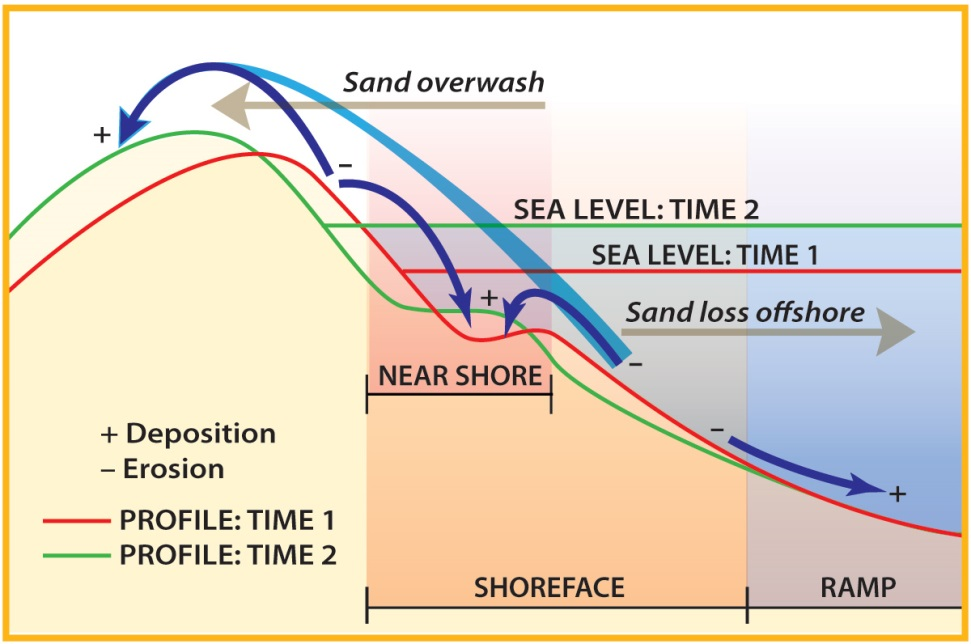 Sand overwash
+
–
SEA LEVEL: TIME 2
SEA LEVEL: TIME 1
+
Sand loss offshore
–
NEAR SHORE
–
+
+ Deposition
– Erosion
PROFILE: TIME 1
PROFILE: TIME 2
SHOREFACE
RAMP